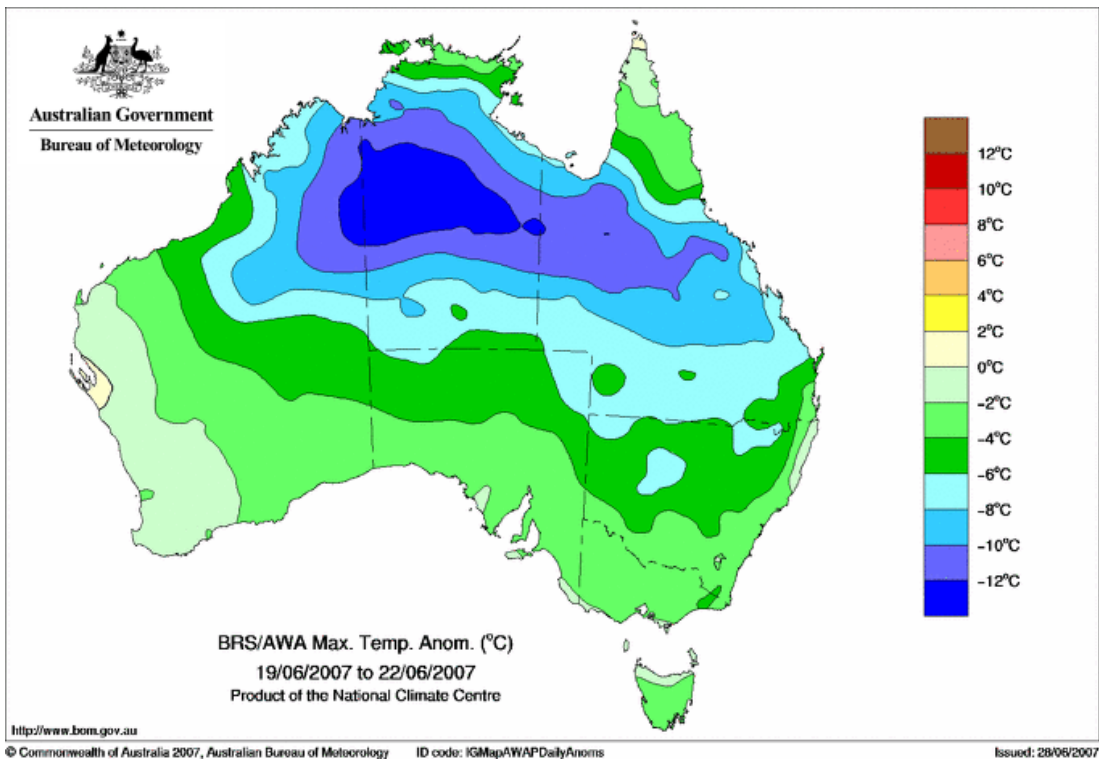 Australian Government
Bureau of Meteorology
12°C
10°C
8°C
6°C
4°C
2°C
0°C
-2°C
-4°C
-6°C
-8°C
-10°C
-12°C
BRS/AWA Max. Temp. Anom. (°C)
19/06/2007 to 22/06/2007
Product of the National Climate Centre
http://www.bom.gov.au
© Commonwealth of Australia 2007, Australian Bureau of Meteorology ID code: IGMapAWAPDailyAnoms Issued: 28/06/2007